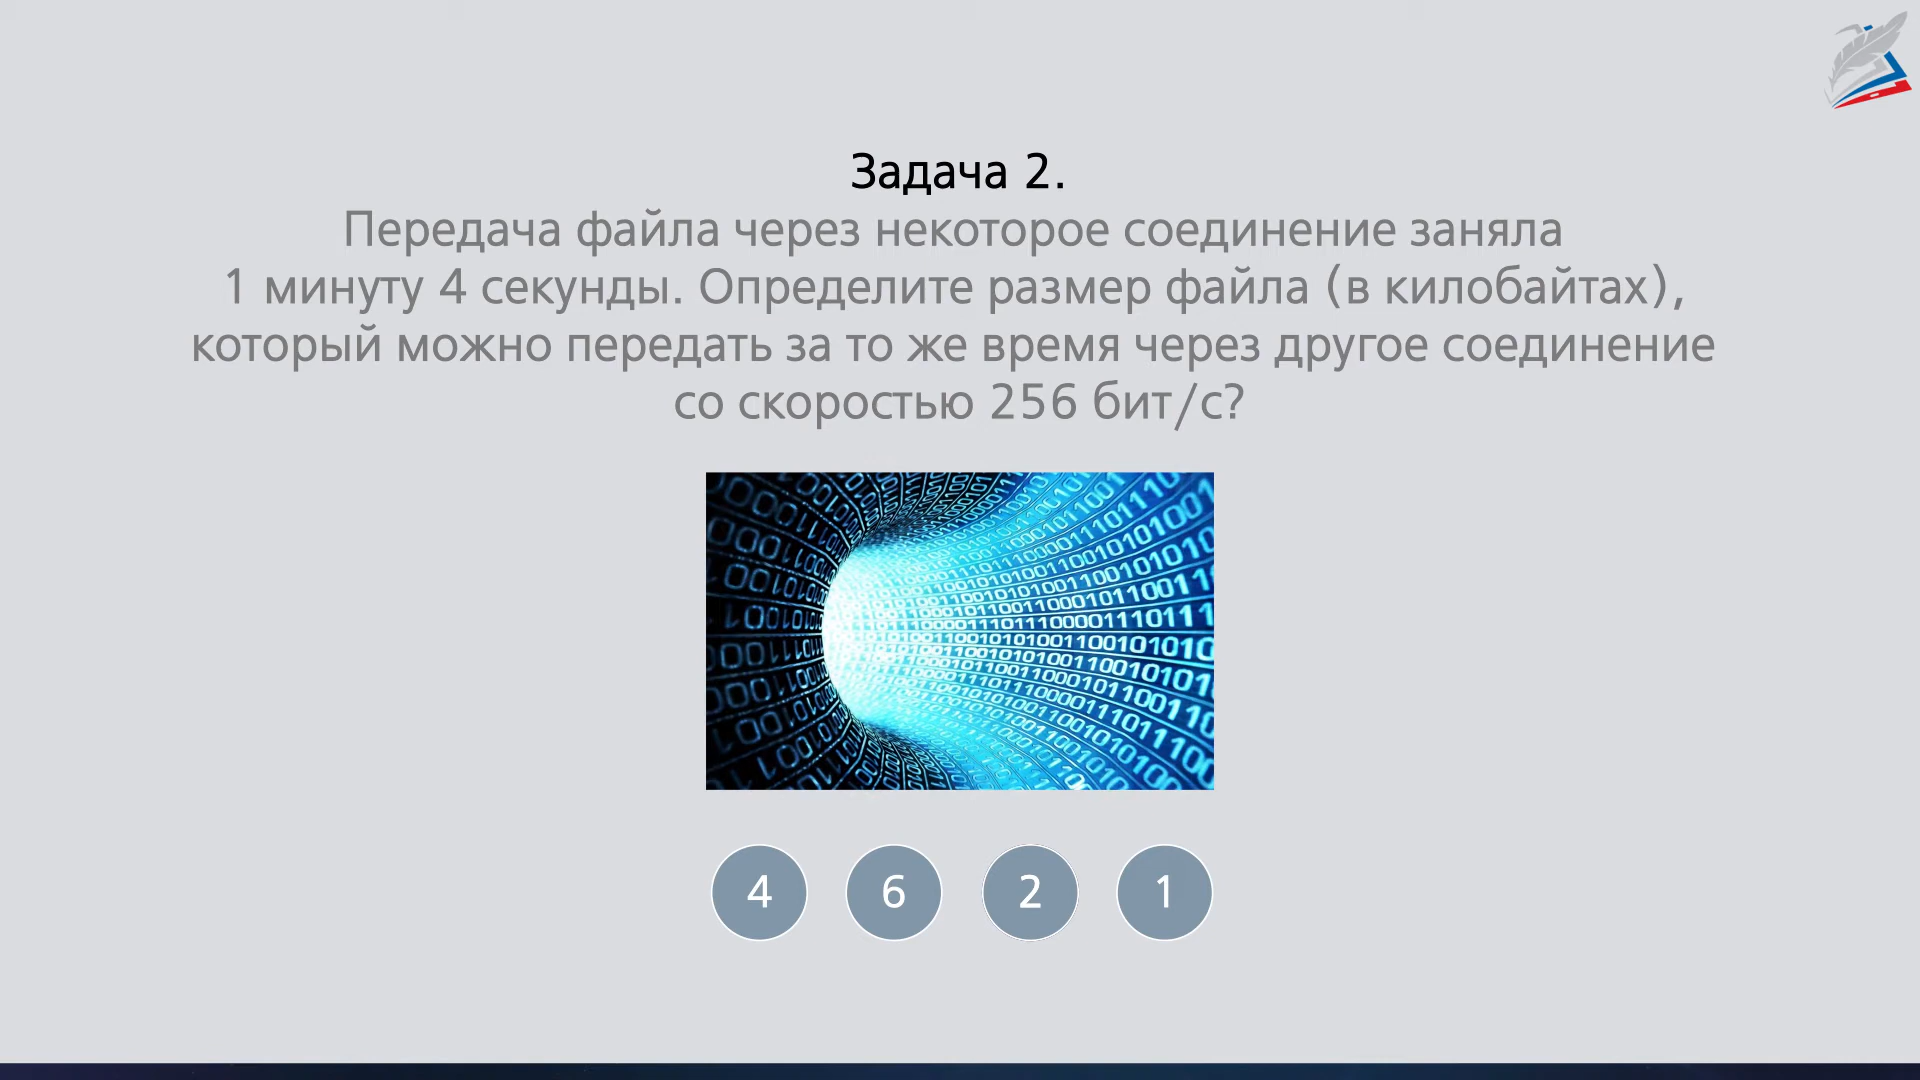 Задача 2.
Передача файла через некоторое соединение заняла
1 минуту 4 секунды. Определите размер файла (в килобайтах),
который можно передать за то же время через другое соединение
со скоростью 256 бит/с?
4 6 2 1